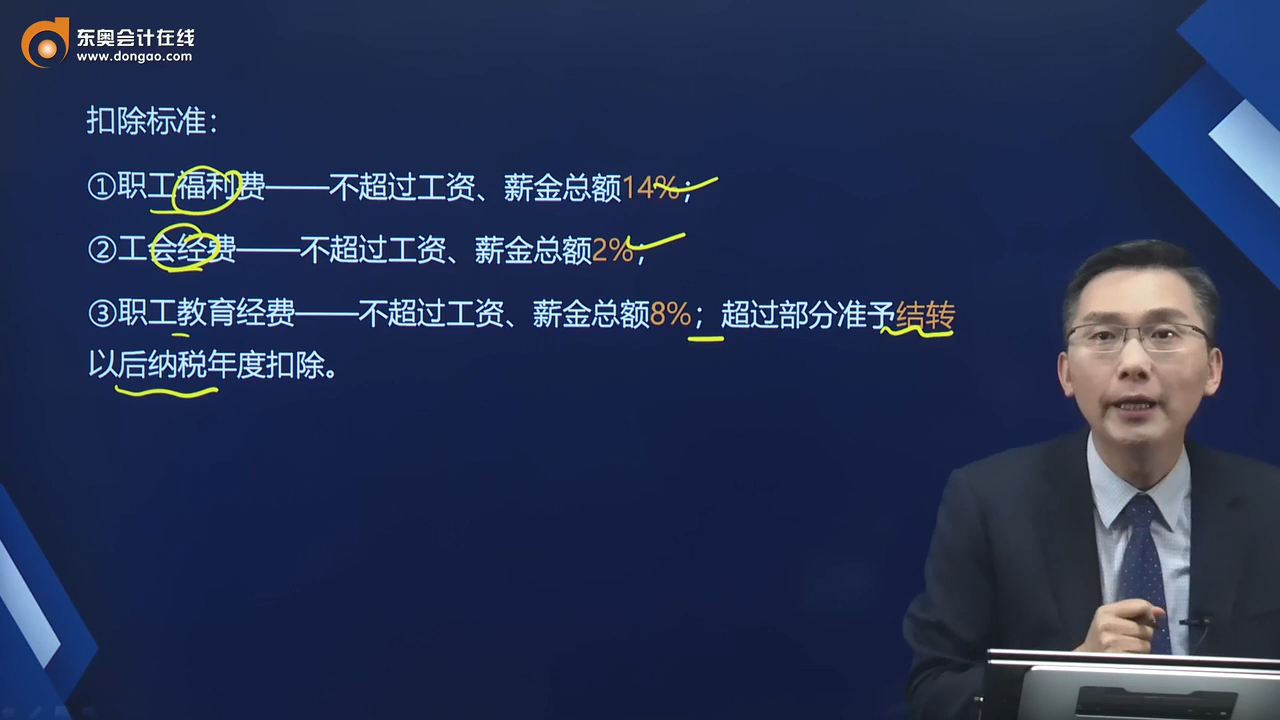 东奥会计在线
www.dongao.com
扣除标准：
①职工福利费——不超过工资、薪金总额14%；
②工会经费——不超过工资、薪金总额2%；
③职工教育经费——不超过工资、薪金总额8%；超过部分准予结转
以后纳税年度扣除。